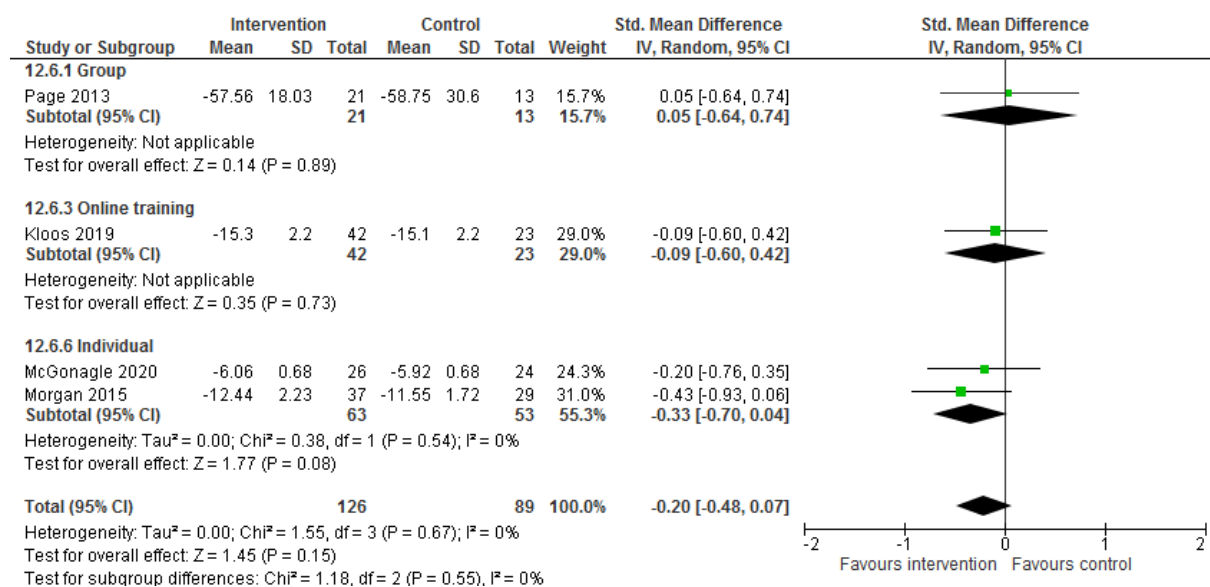 Intervention Control Std. Mean Difference Std. Mean Difference
Study or Subgroup Mean SD Total Mean SD Total Weight IV, Random, 95% CI IV, Random, 95% CI
12.6.1 Group
Page 2013 -57.56 18.03 21 -58.75 30.6 13 15.7% 0.05 [-0.64, 0.74]
Subtotal (95% CI) 21 13 15.7% 0.05 [-0.64, 0.74]
Heterogeneity: Not applicable
Test for overall effect: Z = 0.14 (P = 0.89)
12.6.3 Online training
Kloos 2019 -15.3 2.2 42 -15.1 2.2 23 29.0% -0.09 [-0.60, 0.42]
Subtotal (95% CI) 42 23 29.0% -0.09 [-0.60, 0.42]
Heterogeneity: Not applicable
Test for overall effect: Z = 0.35 (P = 0.73)
12.6.6 Individual
McGonagle 2020 -6.06 0.68 26 -5.92 0.68 24 24.3% -0.20 [-0.76, 0.35]
Morgan 2015 -12.44 2.23 37 -11.55 1.72 29 31.0% -0.43 [-0.93, 0.06]
Subtotal (95% CI) 63 53 55.3% -0.33 [-0.70, 0.04]
Heterogeneity: Tau² = 0.00; Chi² = 0.38, df = 1 (P = 0.54); I² = 0%
Test for overall effect: Z = 1.77 (P = 0.08)
Total (95% CI) 126 89 100.0% -0.20 [-0.48, 0.07]
Heterogeneity: Tau² = 0.00; Chi² = 1.55, df = 3 (P = 0.67); I² = 0%
Test for overall effect: Z = 1.45 (P = 0.15)
Test for subgroup differences: Chi² = 1.18, df = 2 (P = 0.55), I² = 0%
-2 -1 0 1 2
Favours intervention Favours control